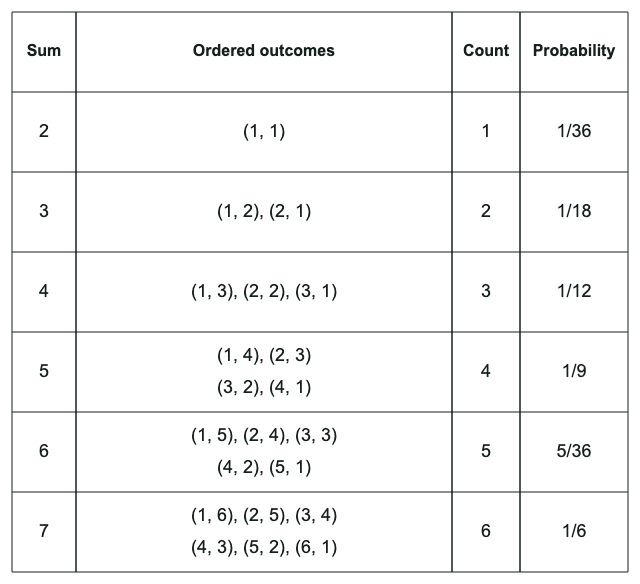 Sum Ordered outcomes Count Probability
2 (1, 1) 1 1/36
3 (1, 2), (2, 1) 2 1/18
4 (1, 3), (2, 2), (3, 1) 3 1/12
5 (1, 4), (2, 3) 4 1/9
(3, 2), (4, 1)
6 (1, 5), (2, 4), (3, 3) 5 5/36
(4, 2), (5, 1)
7 (1, 6), (2, 5), (3, 4) 6 1/6
(4, 3), (5, 2), (6, 1)